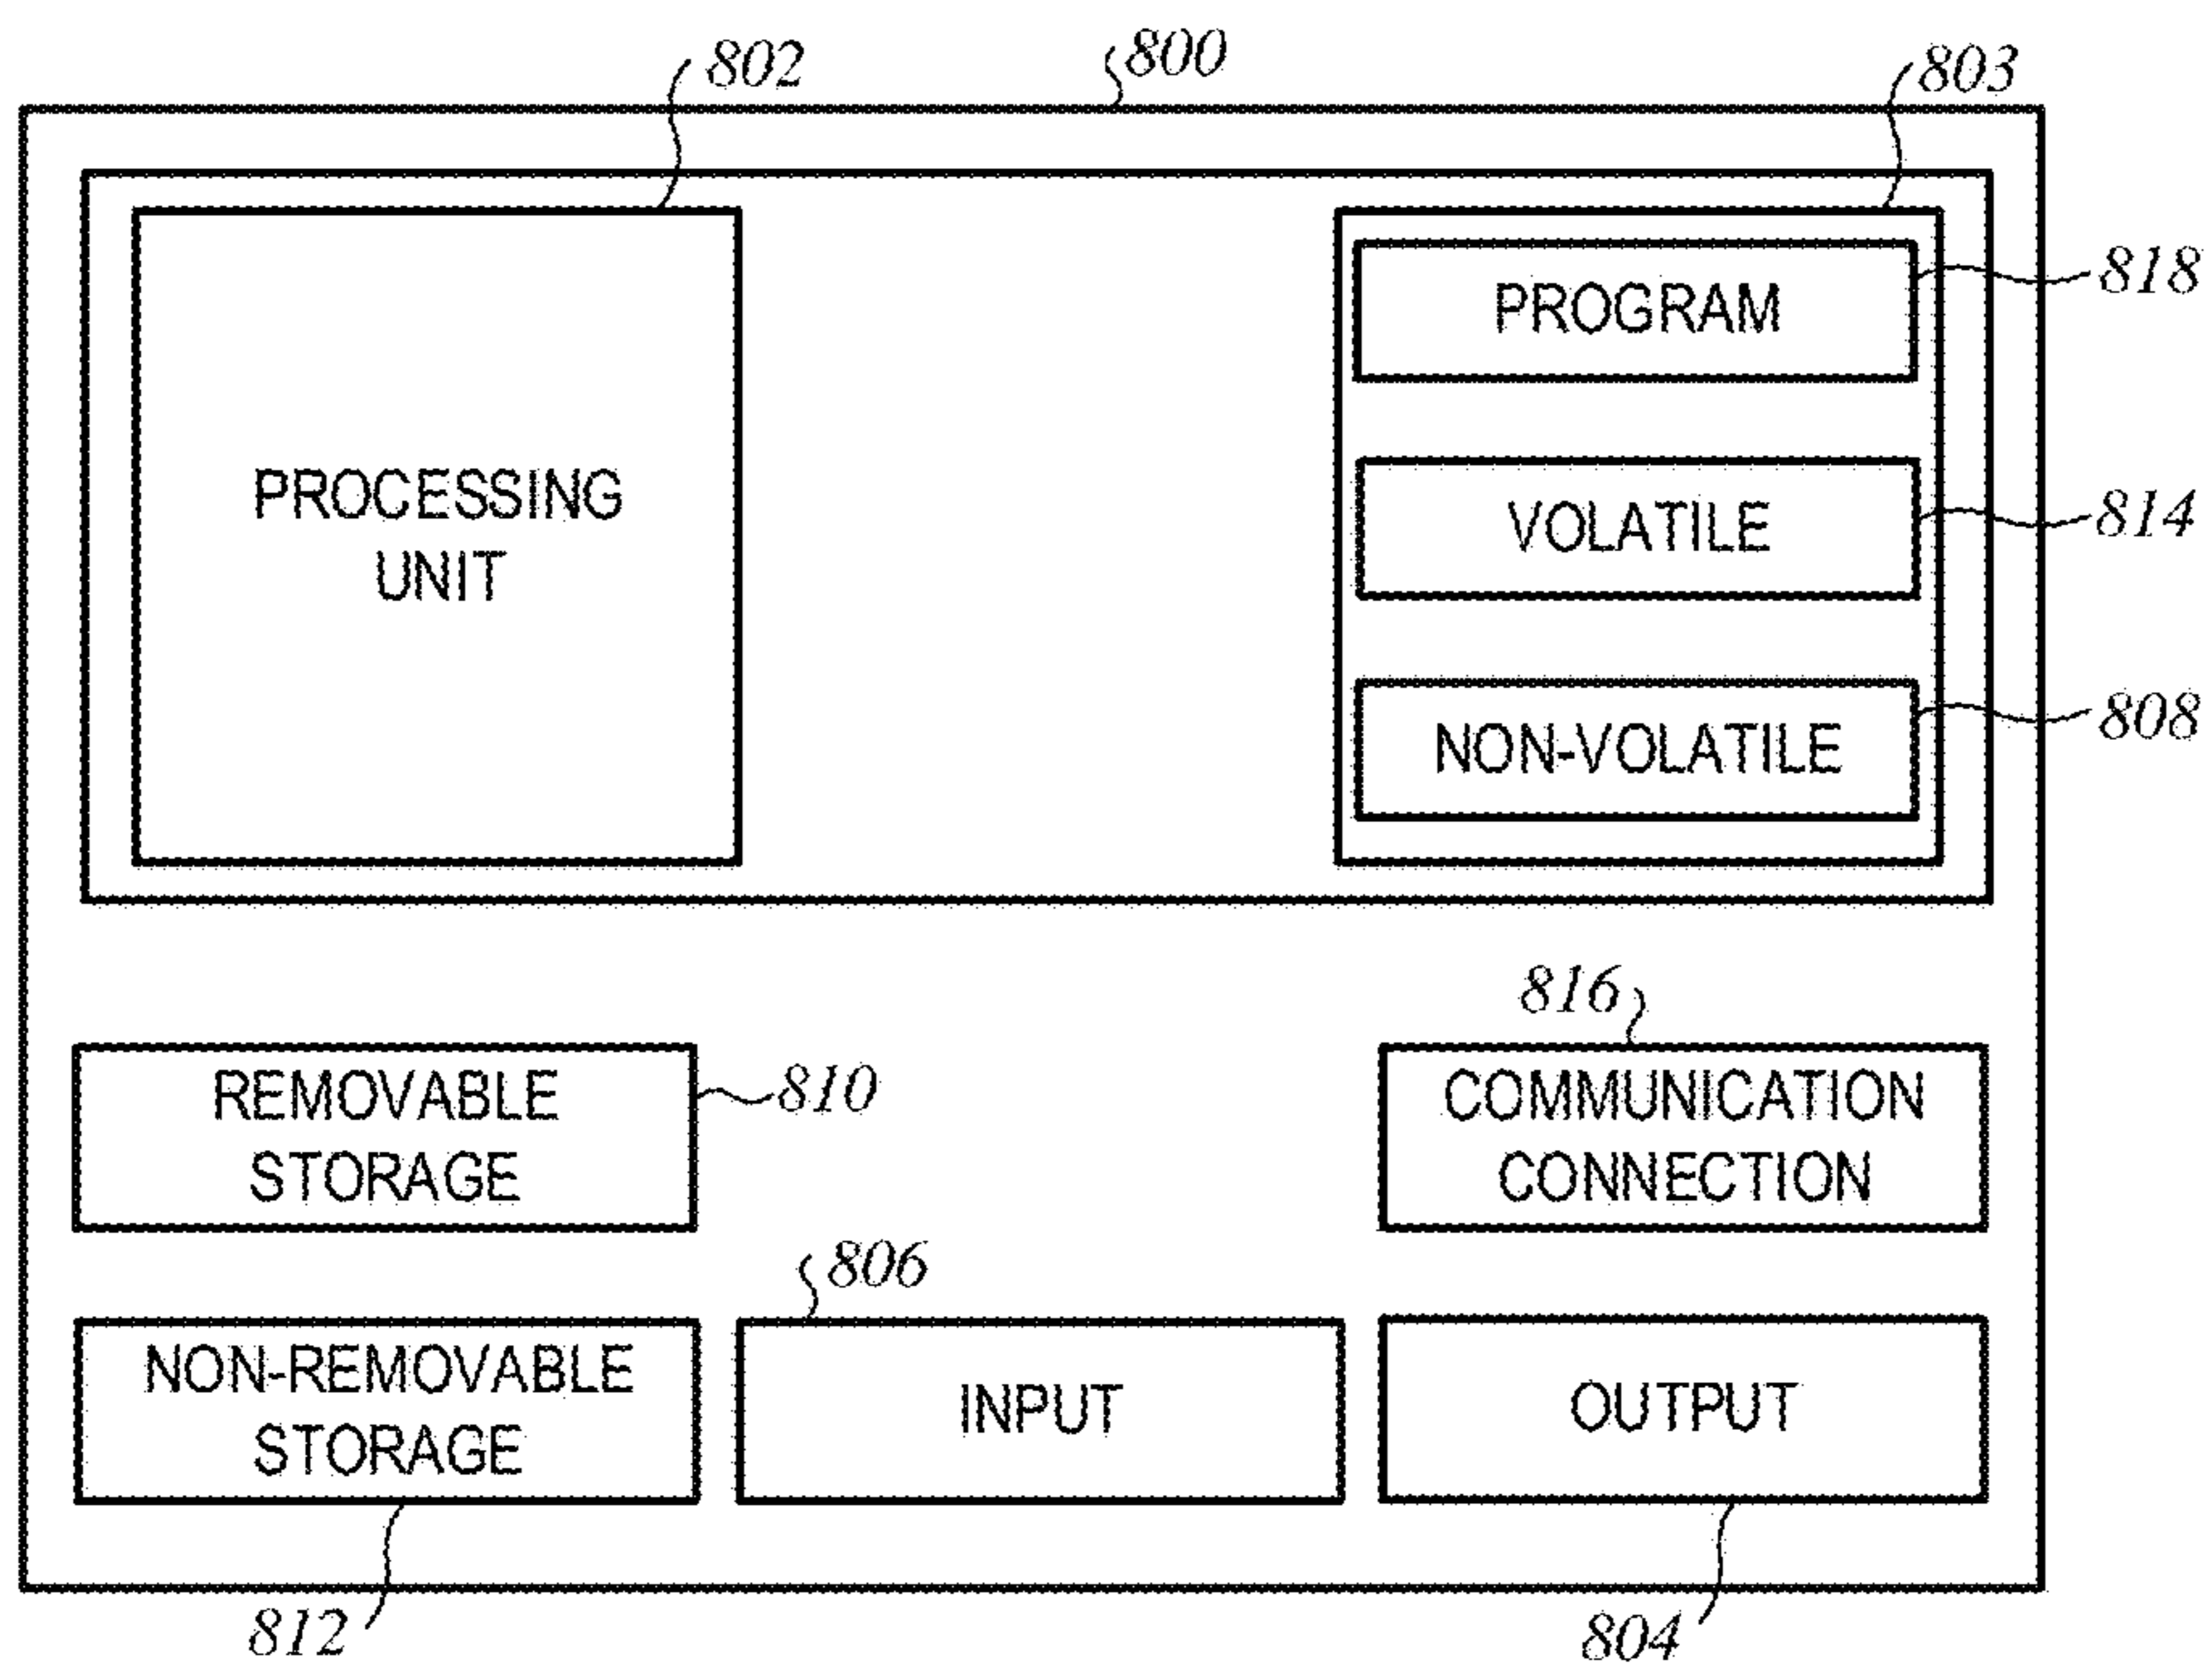 802
800
803
PROGRAM
818
PROCESSING
UNIT
VOLATILE
814
NON-VOLATILE
808
816
REMOVABLE
STORAGE
810
COMMUNICATION
CONNECTION
806
NON-REMOVABLE
STORAGE
INPUT
OUTPUT
812
804